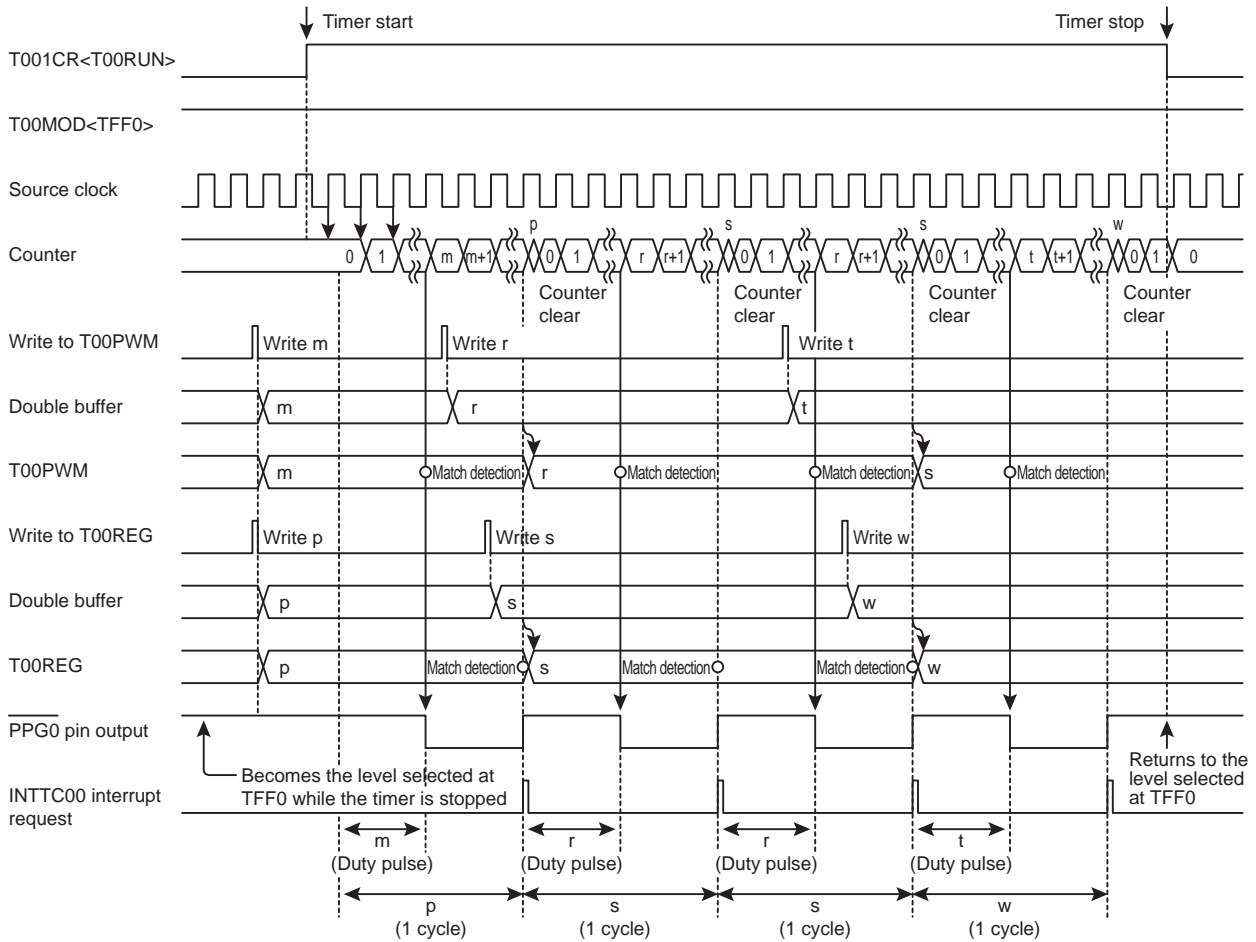 Timer start
Timer stop
T001CR<T00RUN>
T00MOD<TFF0>
Source clock
p s s w
Counter
0 1 m m+1 0 1 r r+1 0 1 r r+1 0 1 t t+1 0 1 0
Counter clear
Counter clear
Counter clear
Counter clear
Write to T00PWM
Write m
Write r
Write t
Double buffer
m
r
t
T00PWM
m
Match detection
r
Match detection
Match detection
s
Match detection
Write to T00REG
Write p
Write s
Write w
Double buffer
p
s
w
T00REG
p
Match detection
s
Match detection
Match detection
w
PPG0 pin output
Becomes the level selected at
TFF0 while the timer is stopped
Returns to the
level selected
at TFF0
INTTC00 interrupt
request
m
(Duty pulse)
r
(Duty pulse)
r
(Duty pulse)
t
(Duty pulse)
p
(1 cycle)
s
(1 cycle)
s
(1 cycle)
w
(1 cycle)